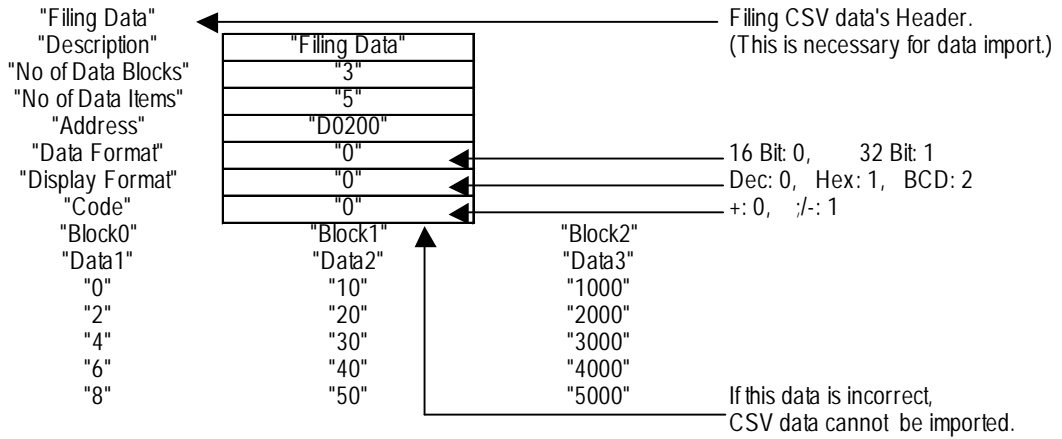 "Filing Data" Filing CSV data's Header.
"Description" "Filing Data" (This is necessary for data import.)
"No of Data Blocks" "3"
"No of Data Items" "5"
"Address" "D0200"
"Data Format" "0" 16 Bit: 0, 32 Bit: 1
"Display Format" "0" Dec: 0, Hex: 1, BCD: 2
"Code" "0" +: 0, ;/-: 1
"Block0" "Block1" "Block2"
"Data1" "Data2" "Data3"
"0" "10" "1000"
"2" "20" "2000"
"4" "30" "3000"
"6" "40" "4000"
"8" "50" "5000" If this data is incorrect,
CSV data cannot be imported.